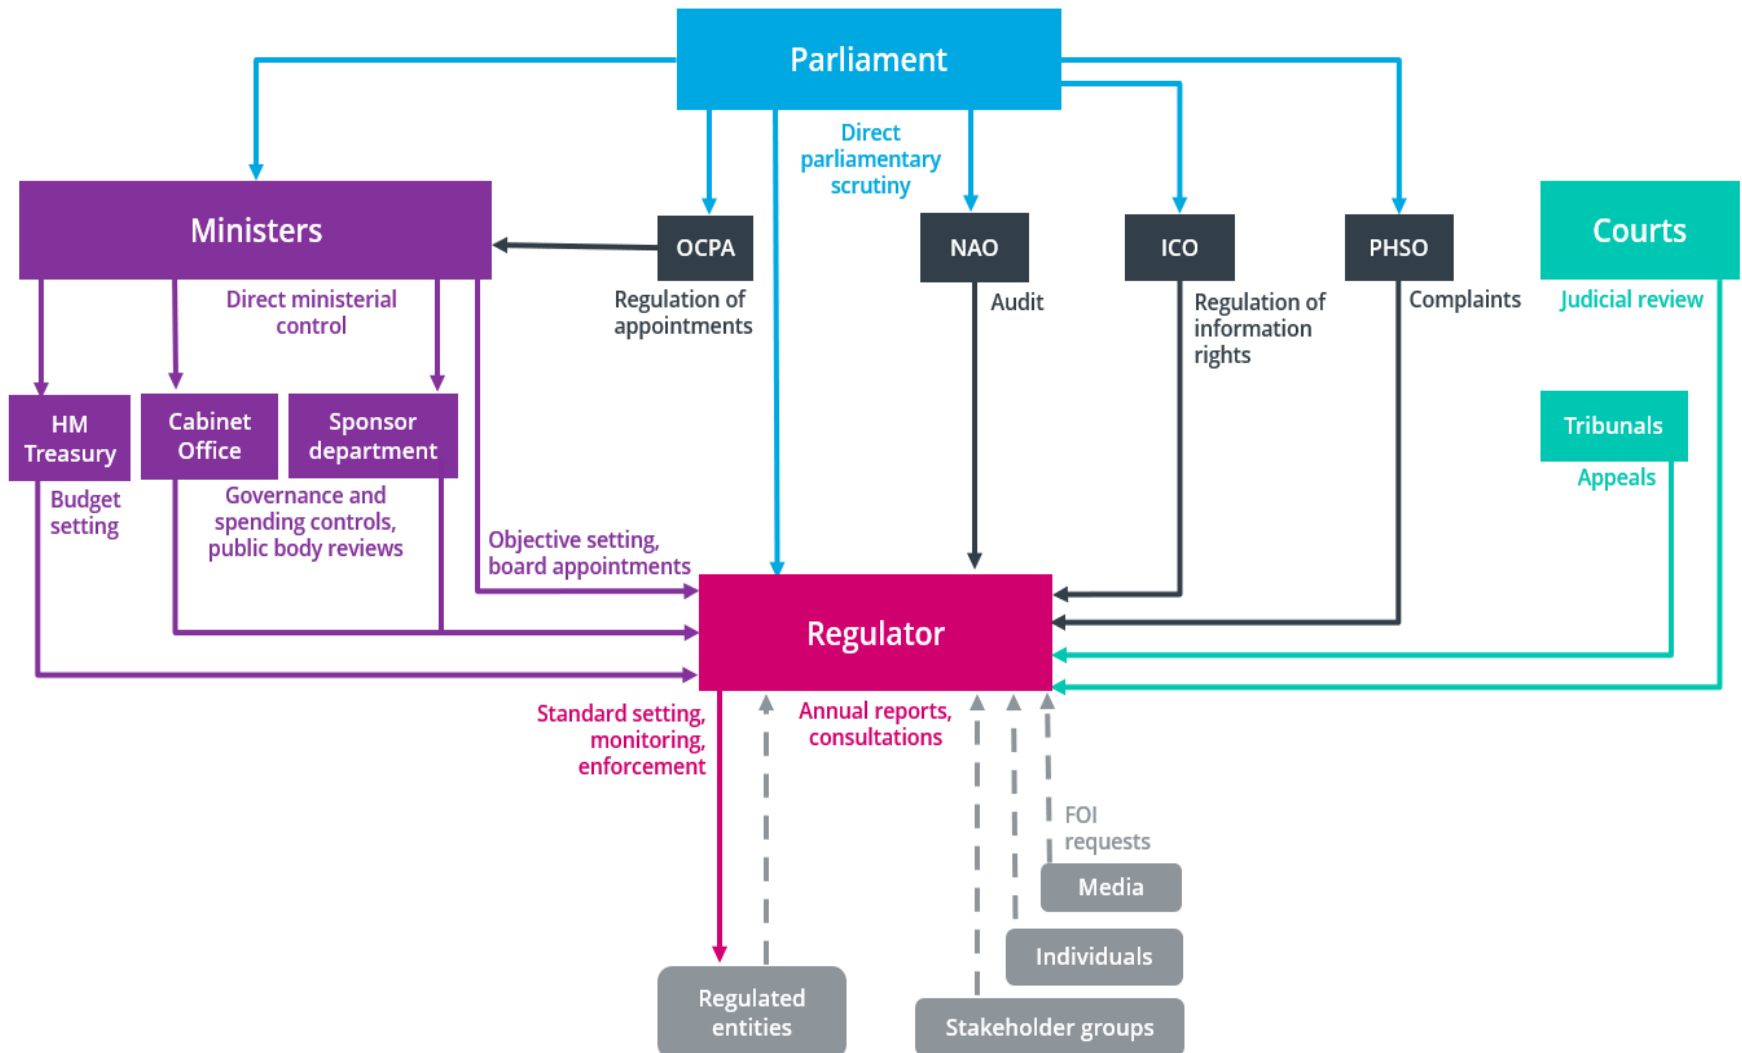 Parliament
Direct
parliamentary
scrutiny
Ministers
OCPA
NAO
ICO
PHSO
Courts
Direct ministerial
control
Regulation of
appointments
Audit
Regulation of
information
rights
Complaints
Judicial review
HM
Treasury
Cabinet
Office
Sponsor
department
Tribunals
Budget
setting
Governance and
spending controls,
public body reviews
Appeals
Objective setting,
board appointments
Regulator
Standard setting,
monitoring,
enforcement
Annual reports,
consultations
FOI
requests
Media
Individuals
Regulated
entities
Stakeholder groups